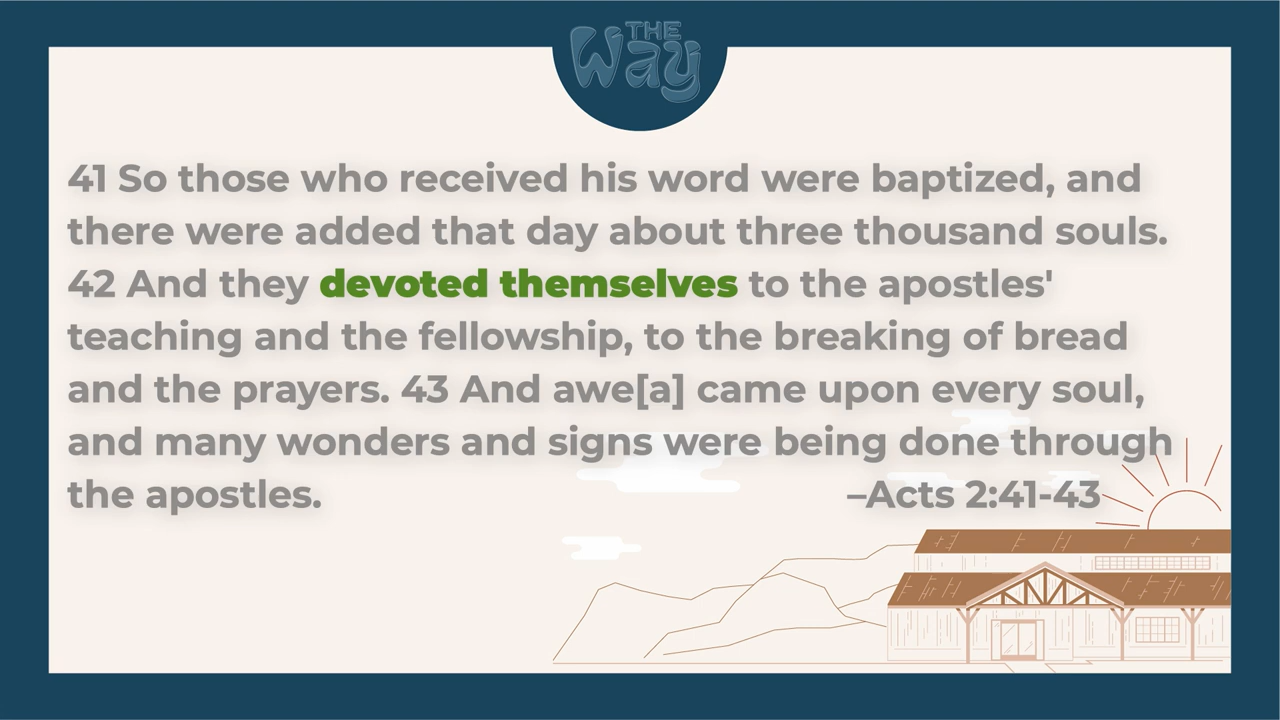 THE
Way
41 So those who received his word were baptized, and
there were added that day about three thousand souls.
42 And they devoted themselves to the apostles'
teaching and the fellowship, to the breaking of bread
and the prayers. 43 And awe[a] came upon every soul,
and many wonders and signs were being done through
the apostles. –Acts 2:41-43